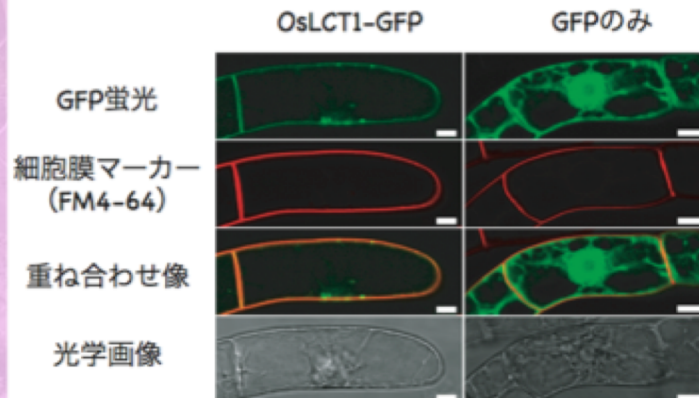 OsLCT1-GFP
GFPのみ
GFP蛍光
細胞膜マーカー
（FM4-64）
重ね合わせ像
光学画像